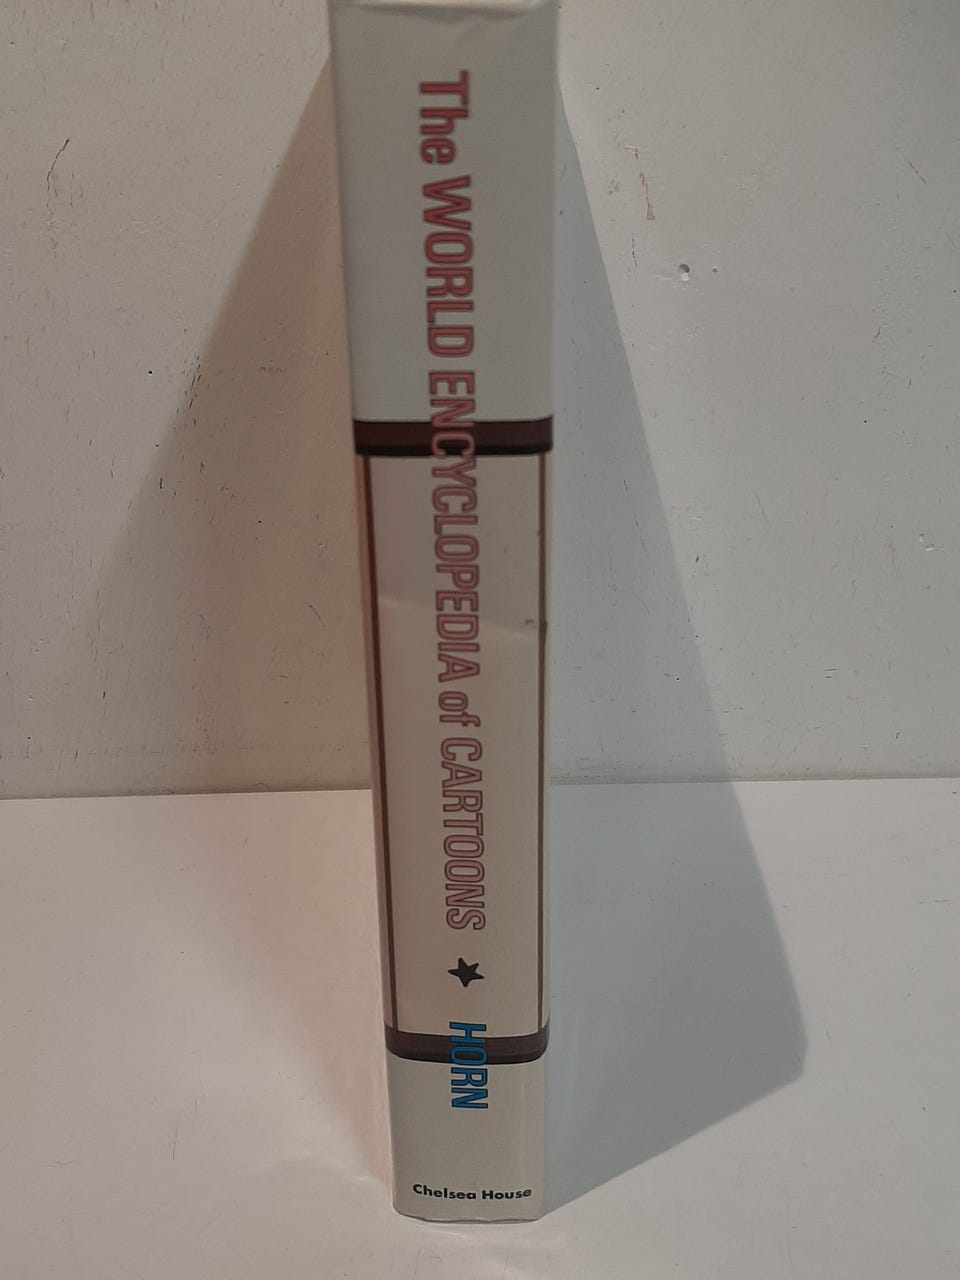 The WORLD ENCYCLOPEDIA of CARTOONS ★ HORN
Chelsea House